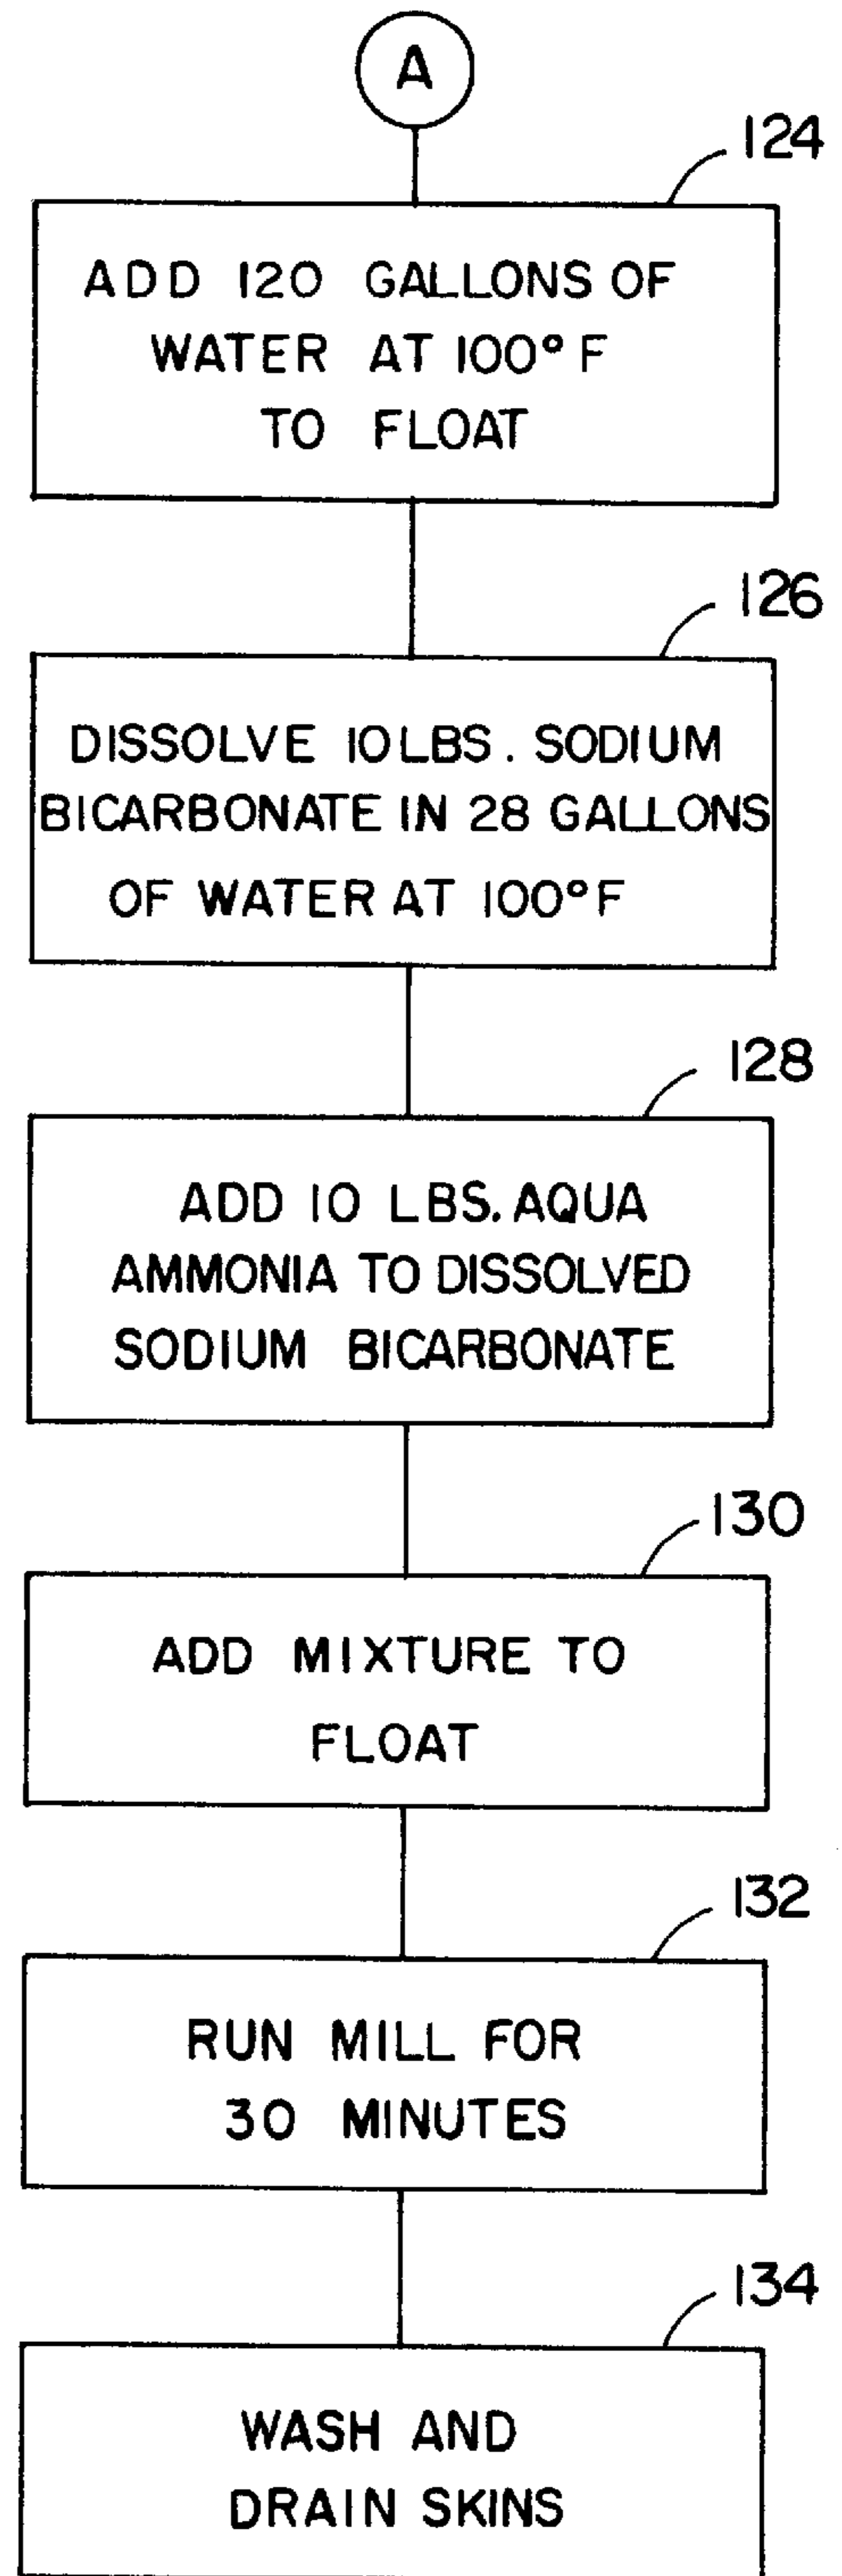 A
124
ADD 120 GALLONS OF
WATER AT 100°F
TO FLOAT
126
DISSOLVE 10 LBS. SODIUM
BICARBONATE IN 28 GALLONS
OF WATER AT 100°F
128
ADD 10 LBS. AQUA
AMMONIA TO DISSOLVED
SODIUM BICARBONATE
130
ADD MIXTURE TO
FLOAT
132
RUN MILL FOR
30 MINUTES
134
WASH AND
DRAIN SKINS